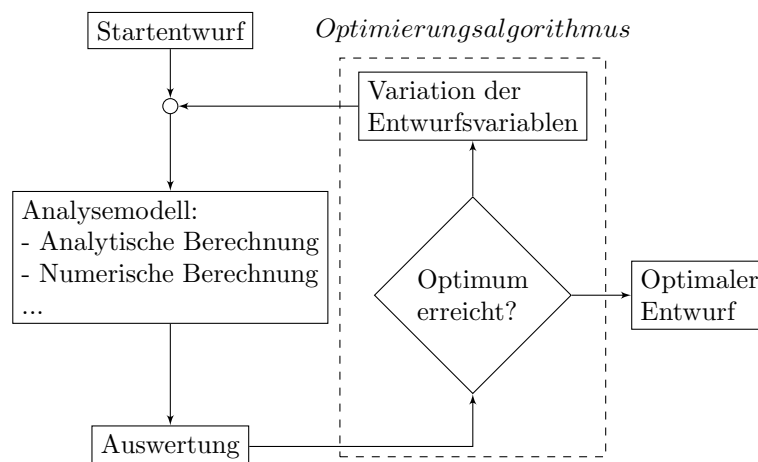 Startentwurf
Optimierungsalgorithmus
Variation der
Entwurfsvariablen
Analysemodell:
- Analytische Berechnung
- Numerische Berechnung
...
Optimum
erreicht?
Optimaler
Entwurf
Auswertung